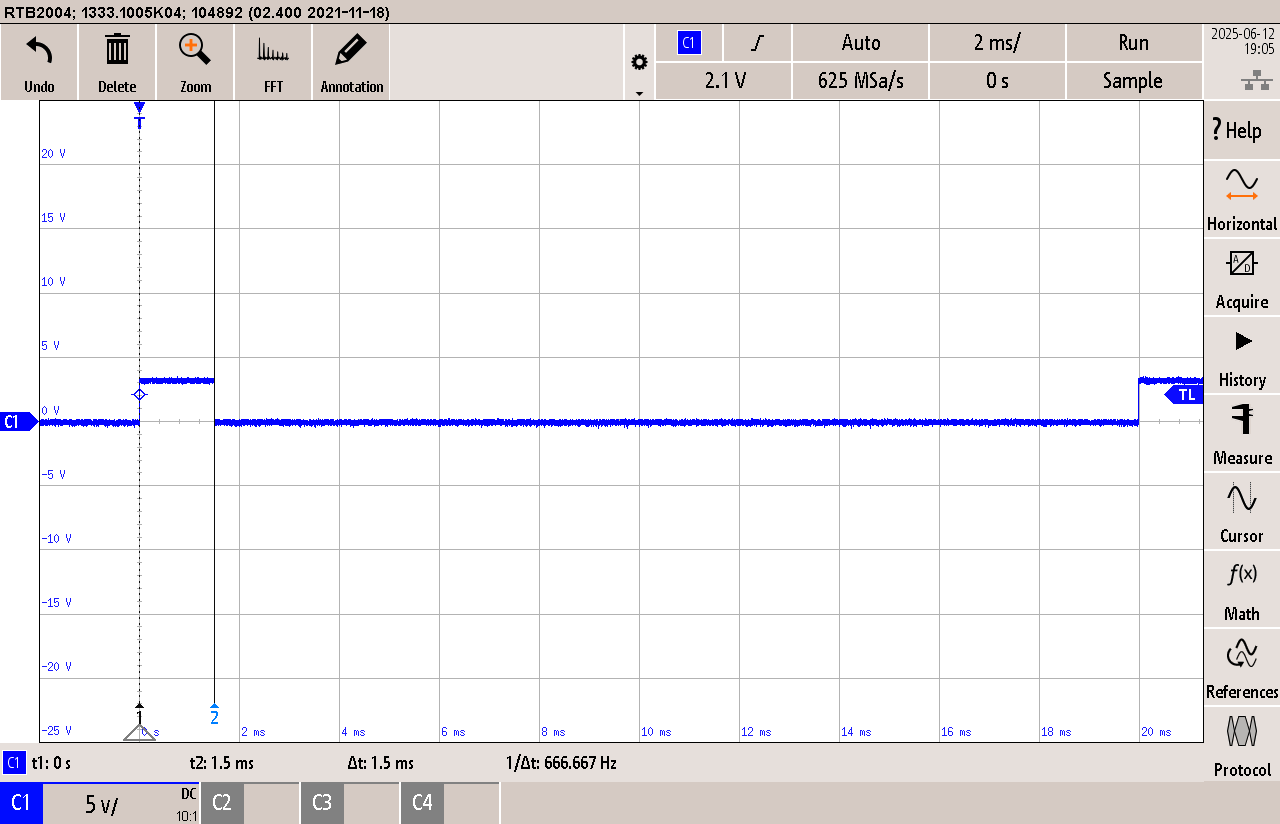 RTB2004; 1333.1005K04; 104892 (02.400 2021-11-18)
Undo
Delete
Zoom
FFT
Annotation
C1
Auto
2 ms/
Run
2.1 V
625 MSa/s
0 s
Sample
2025-06-12
19:05
T
20 V
15 V
10 V
5 V
0 V
-5 V
-10 V
-15 V
-20 V
-25 V
C1
TL
1
2
0 s
2 ms
4 ms
6 ms
8 ms
10 ms
12 ms
14 ms
16 ms
18 ms
20 ms
? Help
Horizontal
A/D
Acquire
History
Measure
Cursor
f(x)
Math
References
Protocol
C1 t1: 0 s t2: 1.5 ms Δt: 1.5 ms 1/Δt: 666.667 Hz
C1 5 V/ DC 10:1 C2 C3 C4